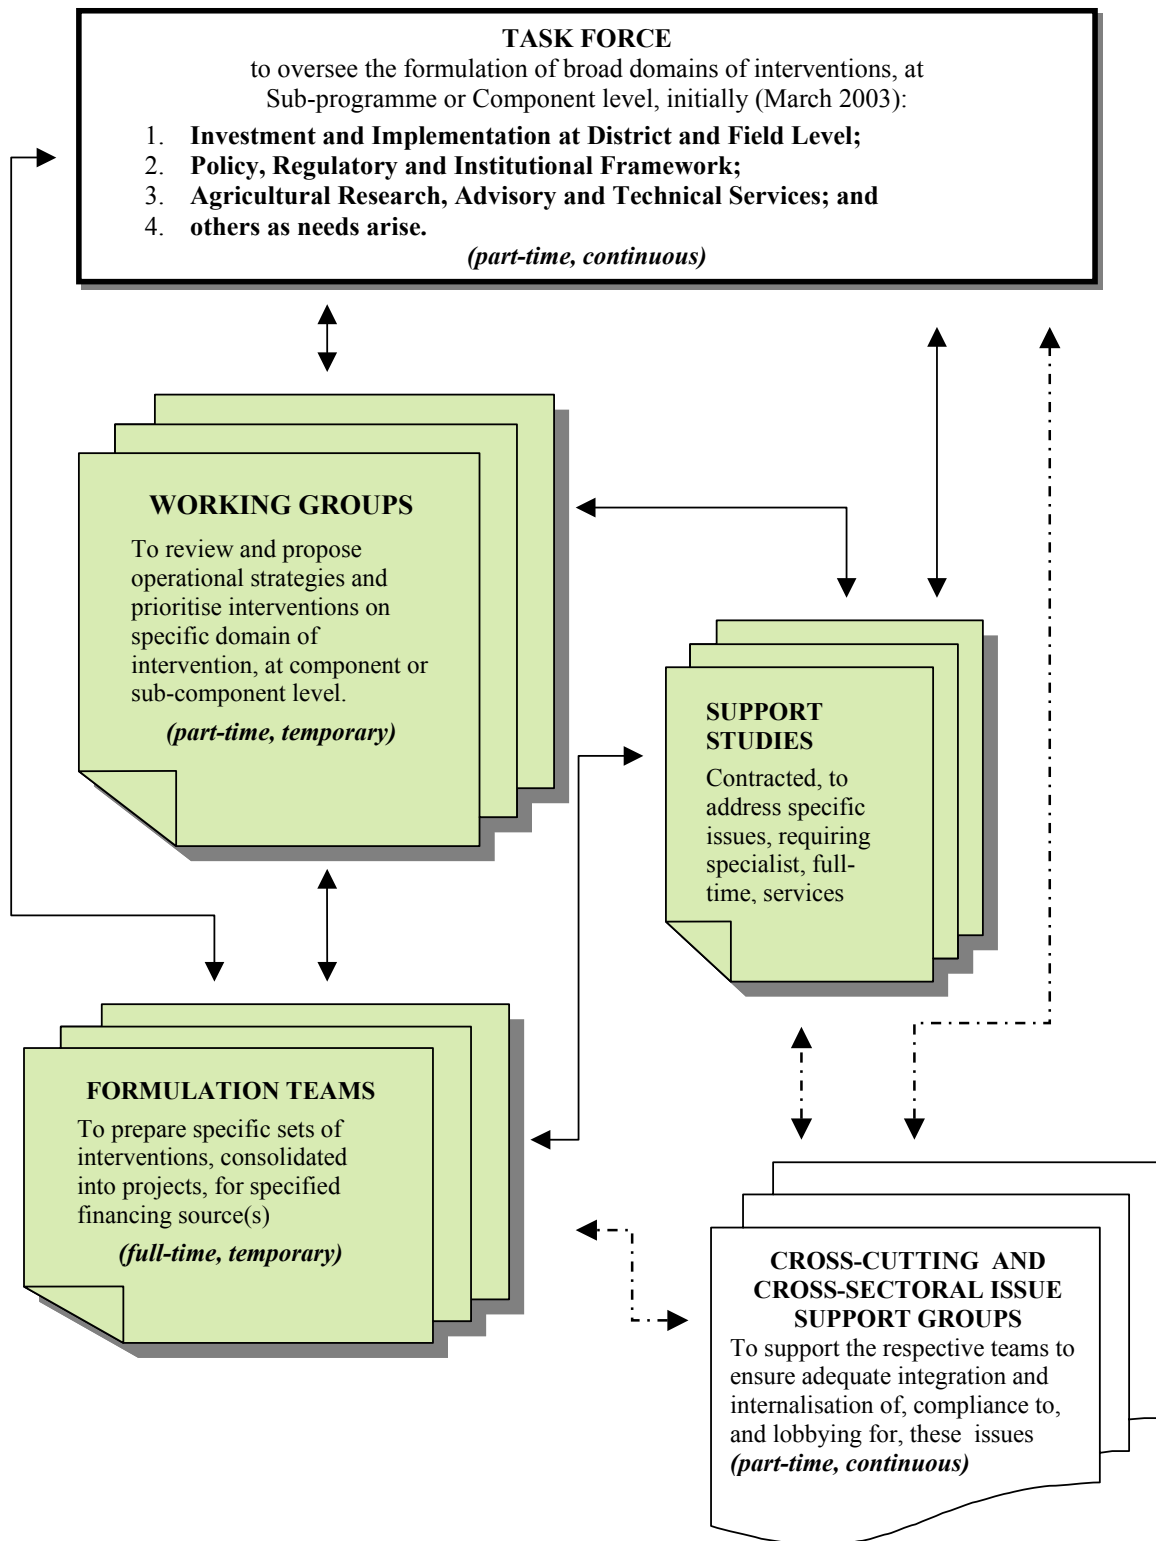 TASK FORCE
to oversee the formulation of broad domains of interventions, at
Sub-programme or Component level, initially (March 2003):
1. Investment and Implementation at District and Field Level;
2. Policy, Regulatory and Institutional Framework;
3. Agricultural Research, Advisory and Technical Services; and
4. others as needs arise.
(part-time, continuous)
WORKING GROUPS
To review and propose
operational strategies and
prioritise interventions on
specific domain of
intervention, at component or
sub-component level.
(part-time, temporary)
SUPPORT
STUDIES
Contracted, to
address specific
issues, requiring
specialist, full-
time, services
FORMULATION TEAMS
To prepare specific sets of
interventions, consolidated
into projects, for specified
financing source(s)
(full-time, temporary)
CROSS-CUTTING AND
CROSS-SECTORAL ISSUE
SUPPORT GROUPS
To support the respective teams to
ensure adequate integration and
internalisation of, compliance to,
and lobbying for, these issues
(part-time, continuous)